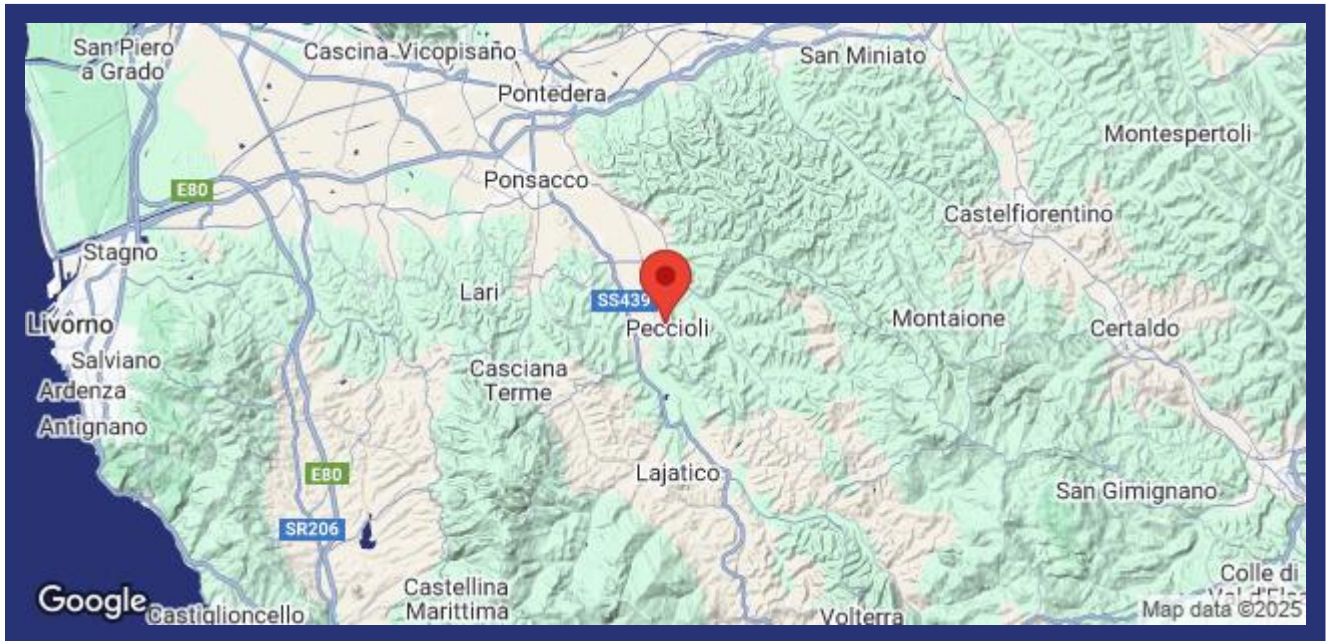 San Piero
a Grado
Cascina
Vicopisano
San Miniato
Pontedera
Montespertoli
E80
Ponsacco
Castelfiorentino
Stagno
Lari
SS439
Livorno
Peccioli
Montaione
Certaldo
Salviano
Casciana
Terme
Ardenza
Antignano
Lajatico
E80
San Gimignano
SR206
Castellina
Marittima
Colle di
Val d'Elsa
Google
Castiglioncello
Volterra
Map data ©2025